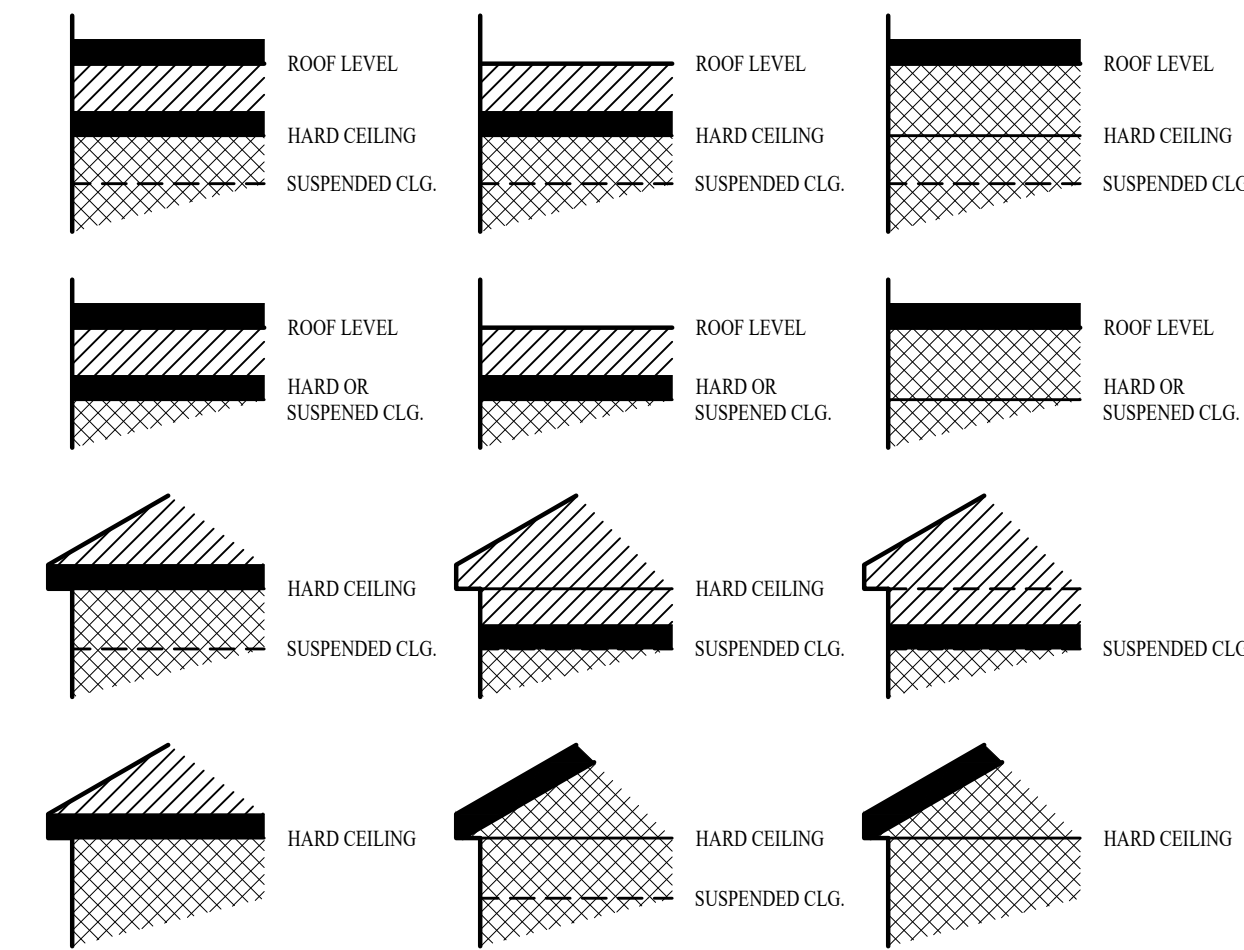 ROOF LEVEL
HARD CEILING
SUSPENDED CLG.
ROOF LEVEL
HARD CEILING
SUSPENDED CLG.
ROOF LEVEL
HARD CEILING
SUSPENDED CLG
ROOF LEVEL
HARD OR
SUSPENED CLG.
ROOF LEVEL
HARD OR
SUSPENED CLG.
ROOF LEVEL
HARD OR
SUSPENED CLG.
HARD CEILING
SUSPENDED CLG.
HARD CEILING
SUSPENDED CLG.
SUSPENDED CLG
HARD CEILING
HARD CEILING
SUSPENDED CLG.
HARD CEILING